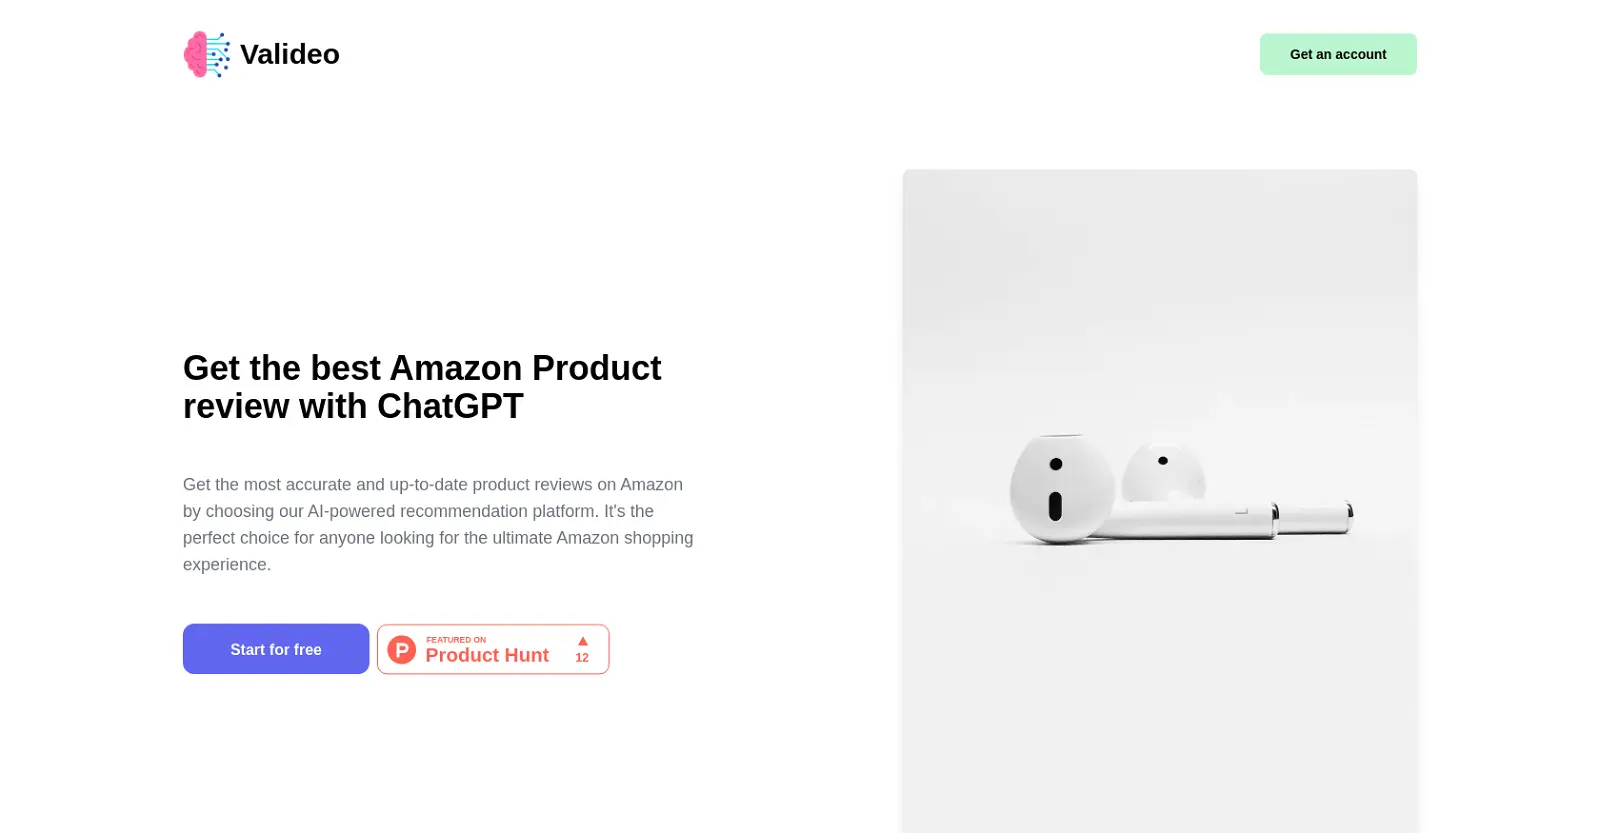 Valideo
Get an account
Get the best Amazon Product
review with ChatGPT
Get the most accurate and up-to-date product reviews on Amazon
by choosing our AI-powered recommendation platform. It's the
perfect choice for anyone looking for the ultimate Amazon shopping
experience.
Start for free
FEATURED ON
Product Hunt
12